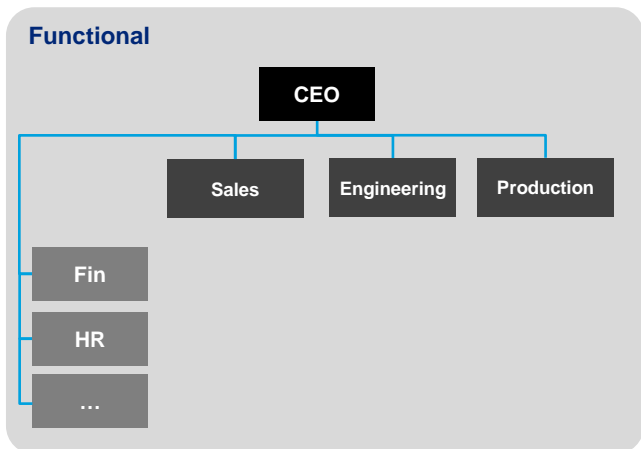 Functional
CEO
Sales
Engineering
Production
Fin
HR
…